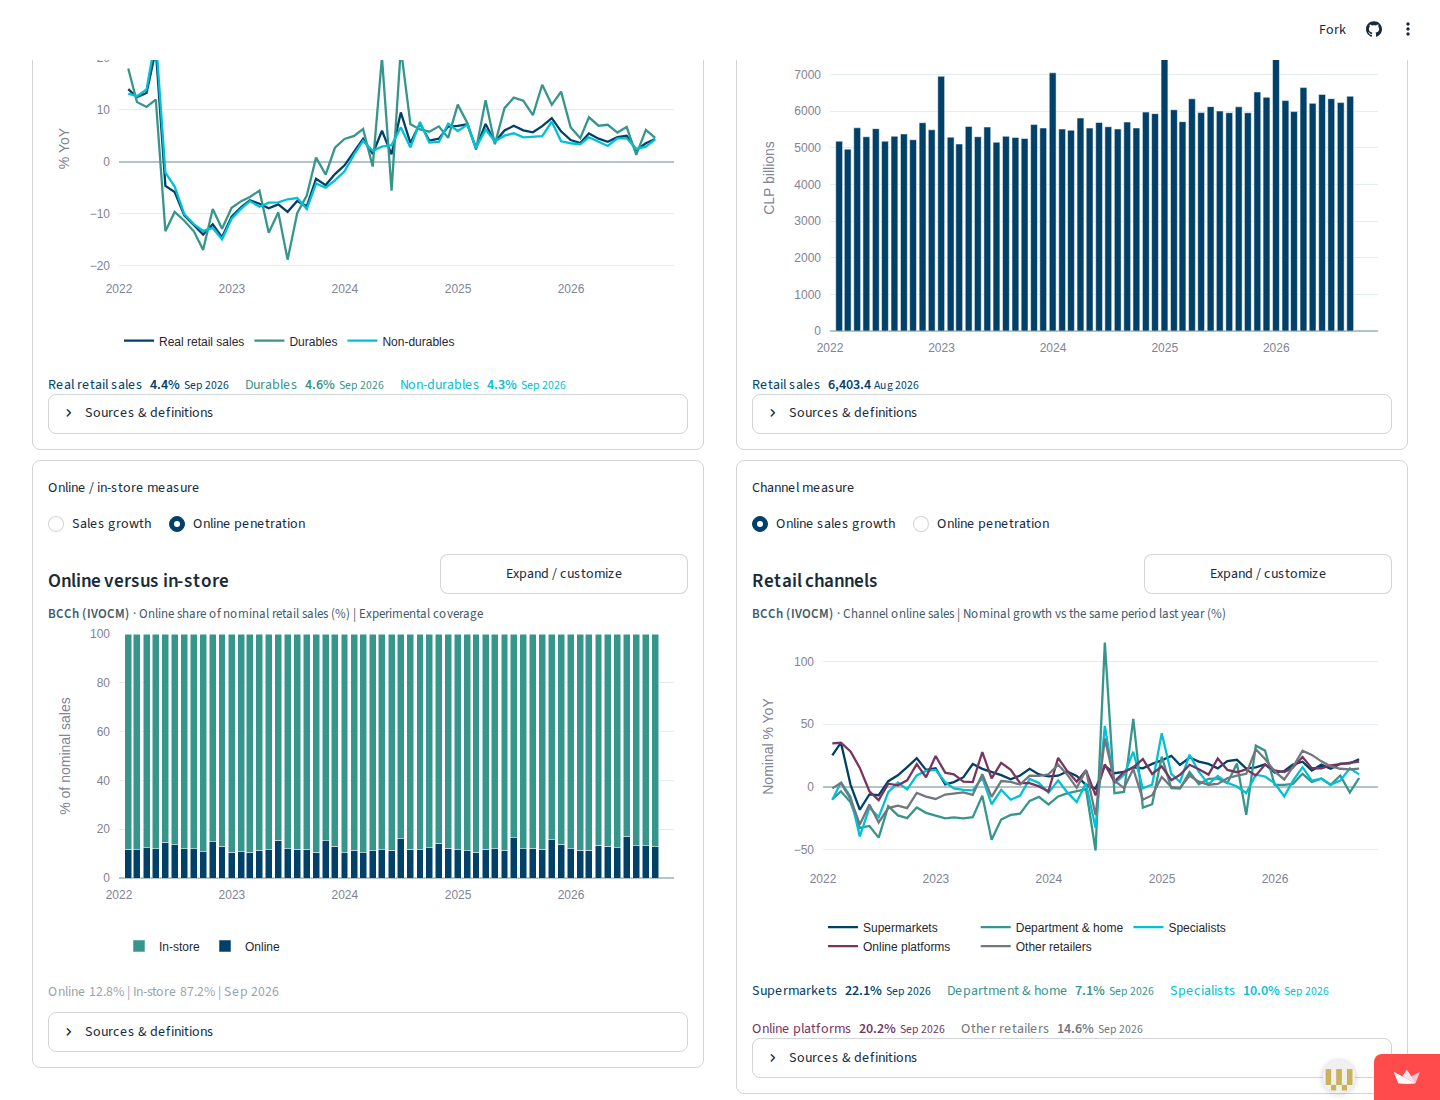 Fork
20
10
0
−10
−20
% YoY
2022
2023
2024
2025
2026
Real retail sales
Durables
Non-durables
Real retail sales 4.4% Sep 2026 Durables 4.6% Sep 2026 Non-durables 4.3% Sep 2026
Sources & definitions
7000
6000
5000
4000
3000
2000
1000
0
CLP billions
2022
2023
2024
2025
2026
Retail sales 6,403.4 Aug 2026
Sources & definitions
Online / in-store measure
Sales growth
Online penetration
Online versus in-store
Expand / customize
BCCh (IVOCM) · Online share of nominal retail sales (%) | Experimental coverage
100
80
60
40
20
0
% of nominal sales
2022
2023
2024
2025
2026
In-store
Online
Online 12.8% | In-store 87.2% | Sep 2026
Sources & definitions
Channel measure
Online sales growth
Online penetration
Retail channels
Expand / customize
BCCh (IVOCM) · Channel online sales | Nominal growth vs the same period last year (%)
100
50
0
−50
Nominal % YoY
2022
2023
2024
2025
2026
Supermarkets
Department & home
Specialists
Online platforms
Other retailers
Supermarkets 22.1% Sep 2026 Department & home 7.1% Sep 2026 Specialists 10.0% Sep 2026
Online platforms 20.2% Sep 2026 Other retailers 14.6% Sep 2026
Sources & definitions